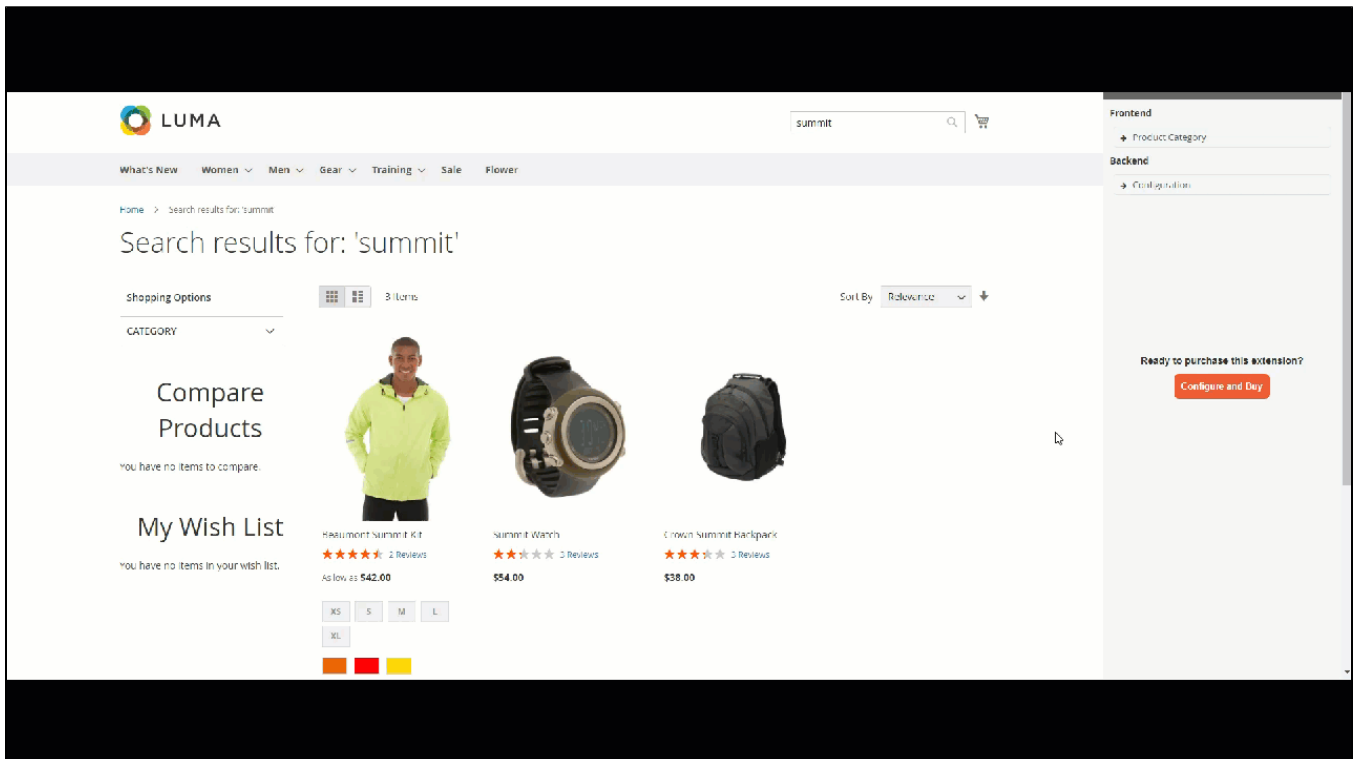 LUMA
summit
What's New Women Men Gear Training Sale Flower
Home > Search results for: 'summit'
Search results for: 'summit'
Shopping Options
3 Items
Sort By Relevance
CATEGORY
Compare
Products
You have no items to compare.
My Wish List
You have no items in your wish list.
Beaumont Summit Kit
2 Reviews
As low as $42.00
XS S M L
XL
Summit Watch
3 Reviews
$54.00
Crown Summit Backpack
3 Reviews
$38.00
Frontend
Product Category
Backend
Configuration
Ready to purchase this extension?
Configure and Buy